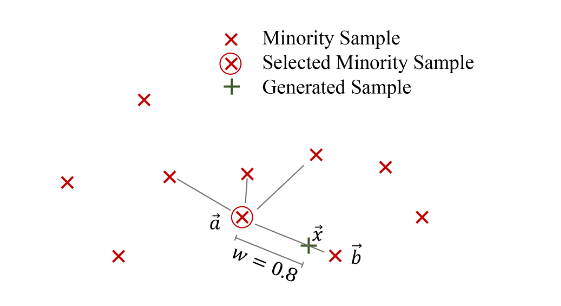 Minority Sample
Selected Minority Sample
Generated Sample
a⃗
x⃗
b⃗
w = 0.8